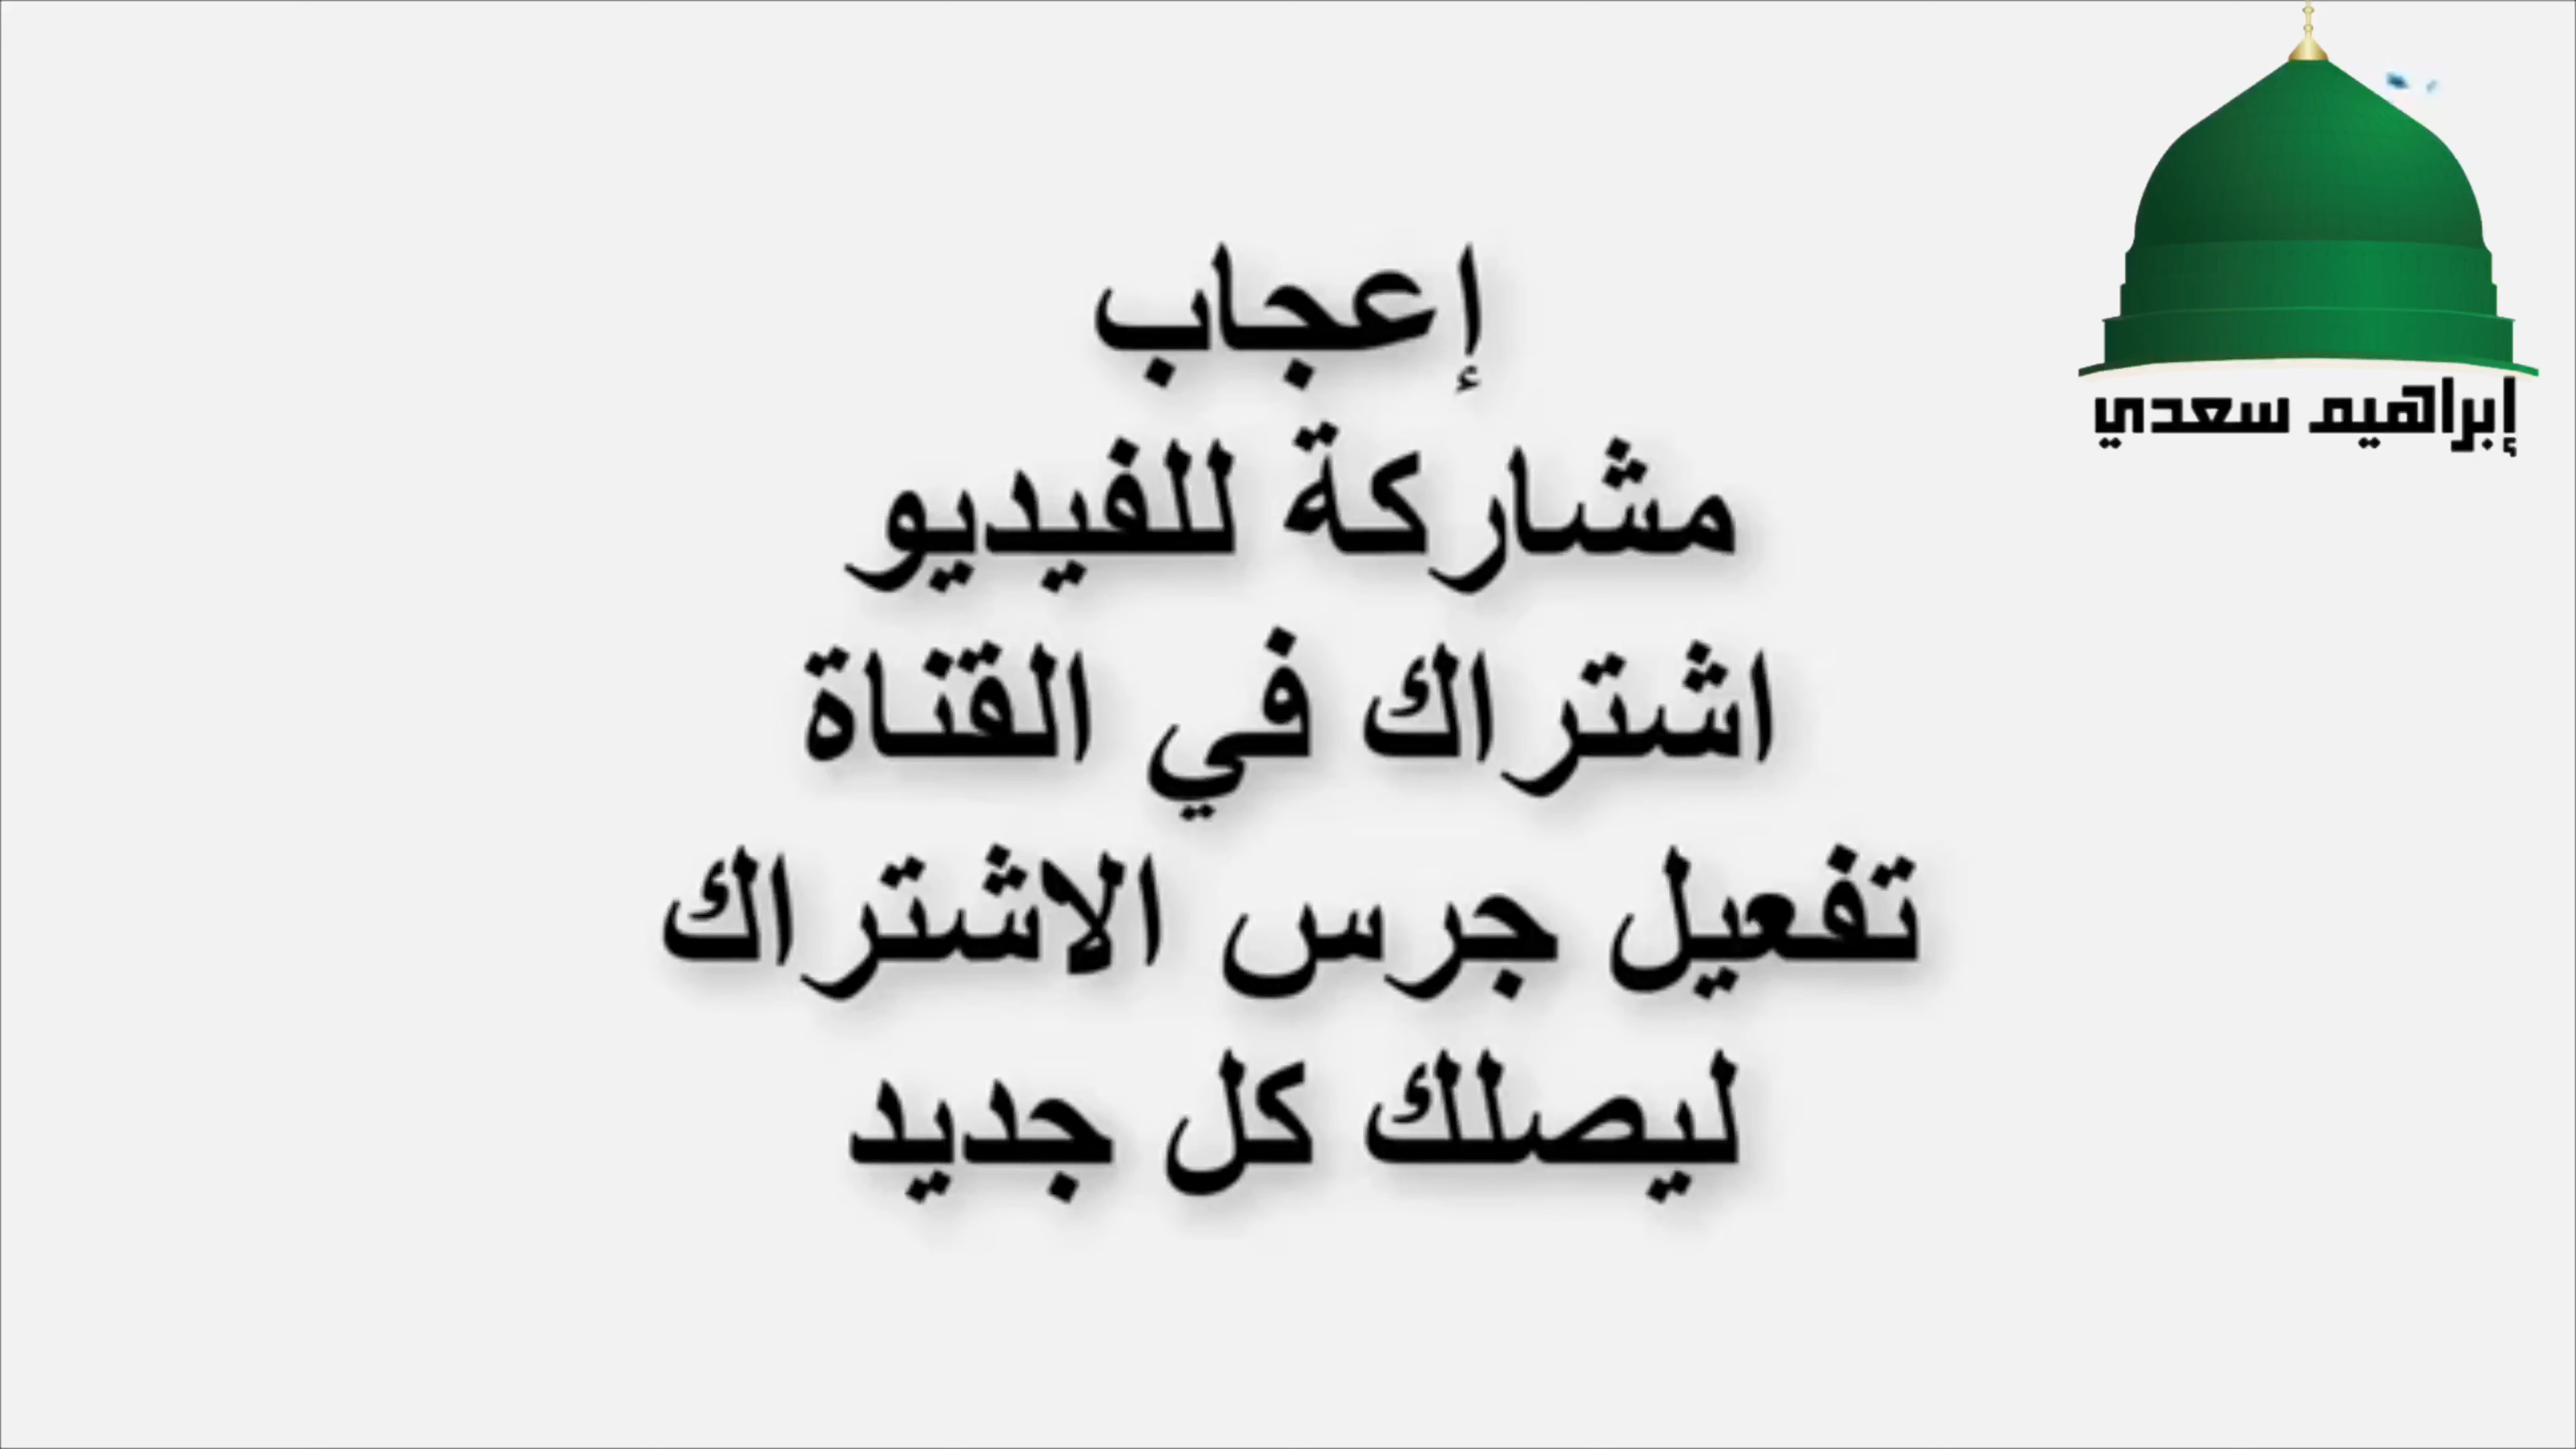 إعجاب
مشاركة للفيديو
اشتراك في القناة
تفعيل جرس الاشتراك
ليصلك كل جديد
إبراهيم سعدي